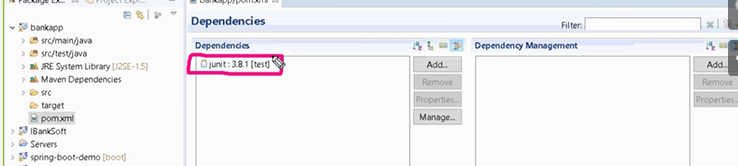 Package Ex...
Project Expl...
bankapp/pom.xml
bankapp
src/main/java
src/test/java
JRE System Library [J2SE-1.5]
Maven Dependencies
src
target
pom.xml
IBankSoft
Servers
spring-boot-demo [boot]
Dependencies
Filter:
Dependencies
junit : 3.8.1 [test]
Add...
Remove
Properties...
Manage...
Dependency Management
Add...
Remove
Properties...